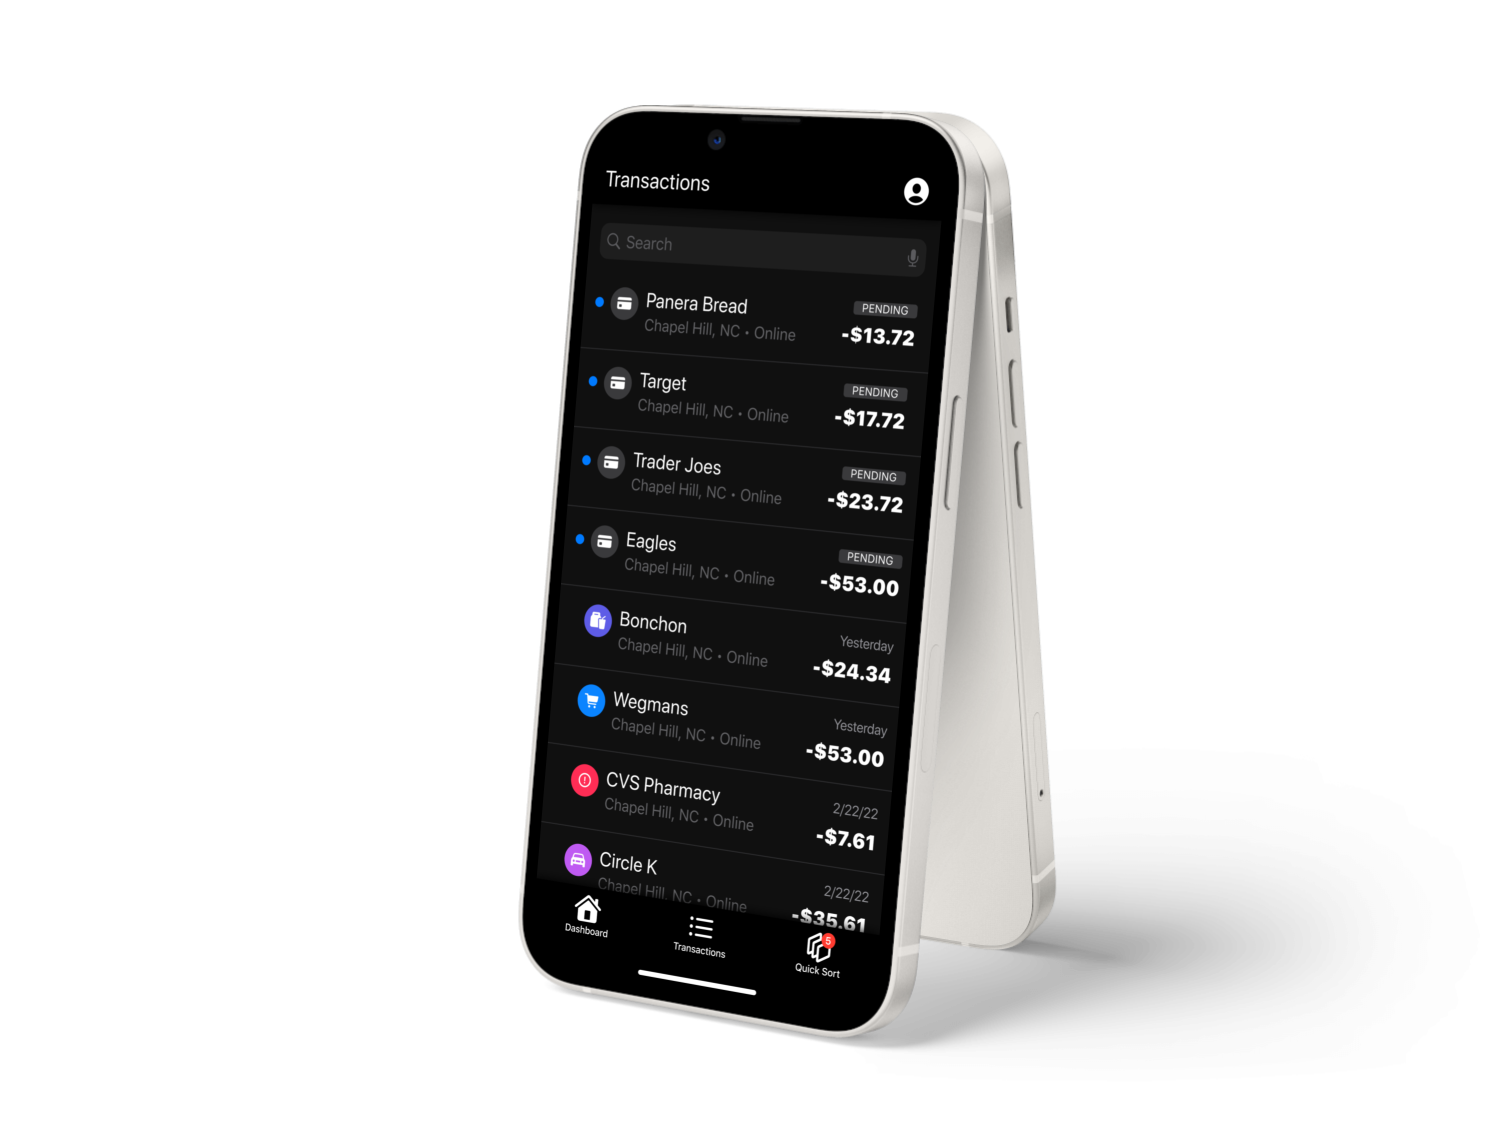 Transactions
Search
Panera Bread
PENDING
Chapel Hill, NC • Online
-$13.72
Target
PENDING
Chapel Hill, NC • Online
-$17.72
Trader Joes
PENDING
Chapel Hill, NC • Online
-$23.72
Eagles
PENDING
Chapel Hill, NC • Online
-$53.00
Bonchon
Yesterday
Chapel Hill, NC • Online
-$24.34
Wegmans
Yesterday
Chapel Hill, NC • Online
-$53.00
CVS Pharmacy
2/22/22
Chapel Hill, NC • Online
-$7.61
Circle K
2/22/22
Chapel Hill, NC • Online
-$35.61
Dashboard
Transactions
5
Quick Sort